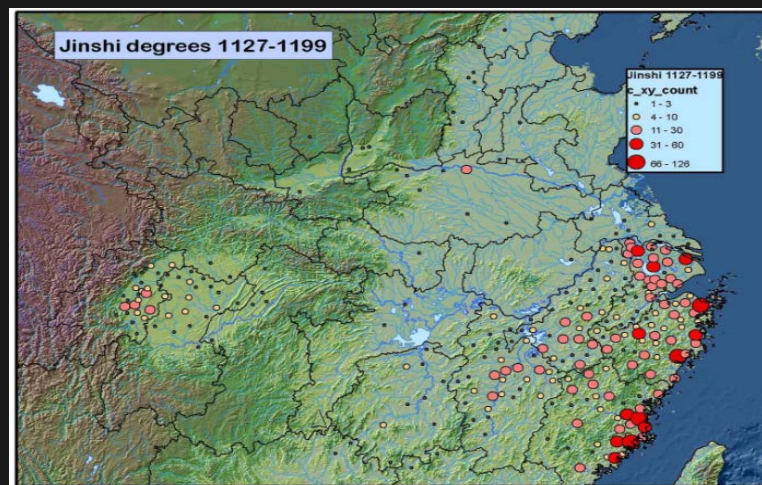 Jinshi degrees 1127-1199
Jinshi 1127-1199
c_xy_count
1 - 3
4 - 10
11 - 30
31 - 60
66 - 126